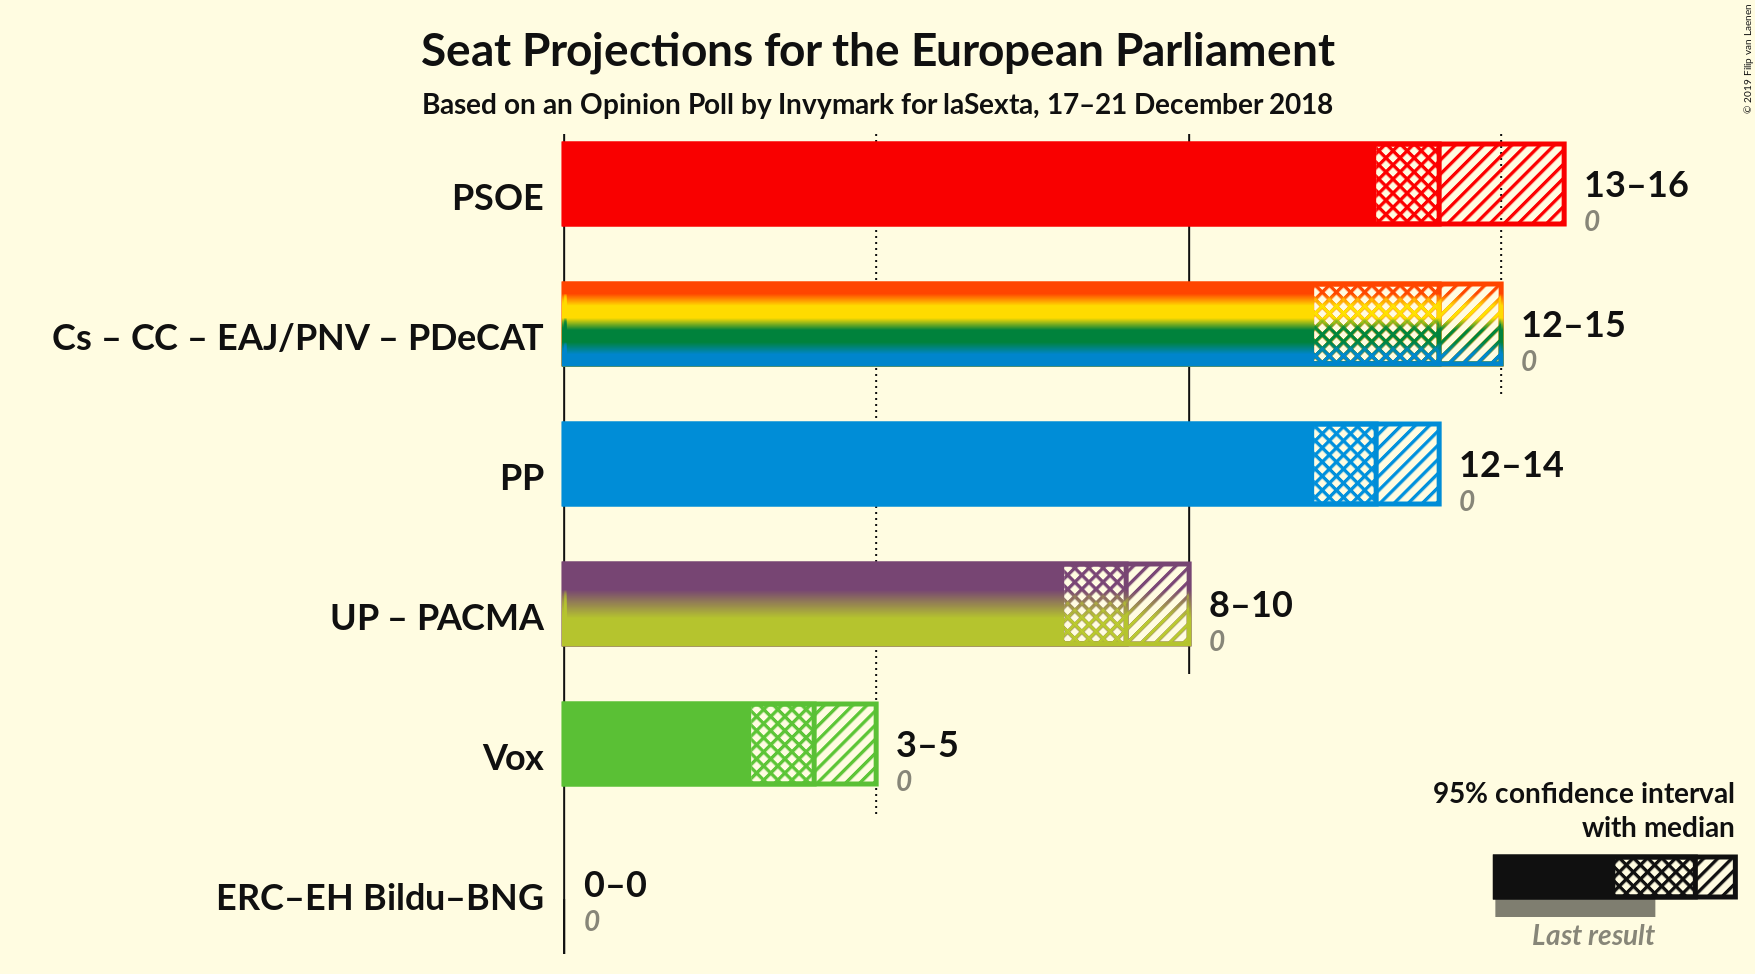 Seat Projections for the European Parliament
Based on an Opinion Poll by Invymark for laSexta, 17–21 December 2018
© 2019 Filip van Laenen
PSOE
13–16
0
Cs – CC – EAJ/PNV – PDeCAT
12–15
0
PP
12–14
0
UP – PACMA
8–10
0
Vox
3–5
0
ERC–EH Bildu–BNG
0–0
0
95% confidence interval
with median
Last result